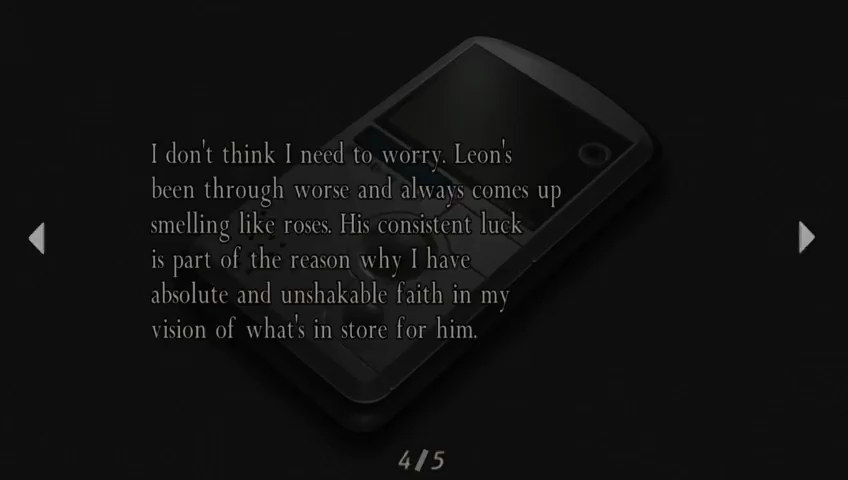 I don't think I need to worry. Leon's
been through worse and always comes up
smelling like roses. His consistent luck
is part of the reason why I have
absolute and unshakable faith in my
vision of what's in store for him.
4/5